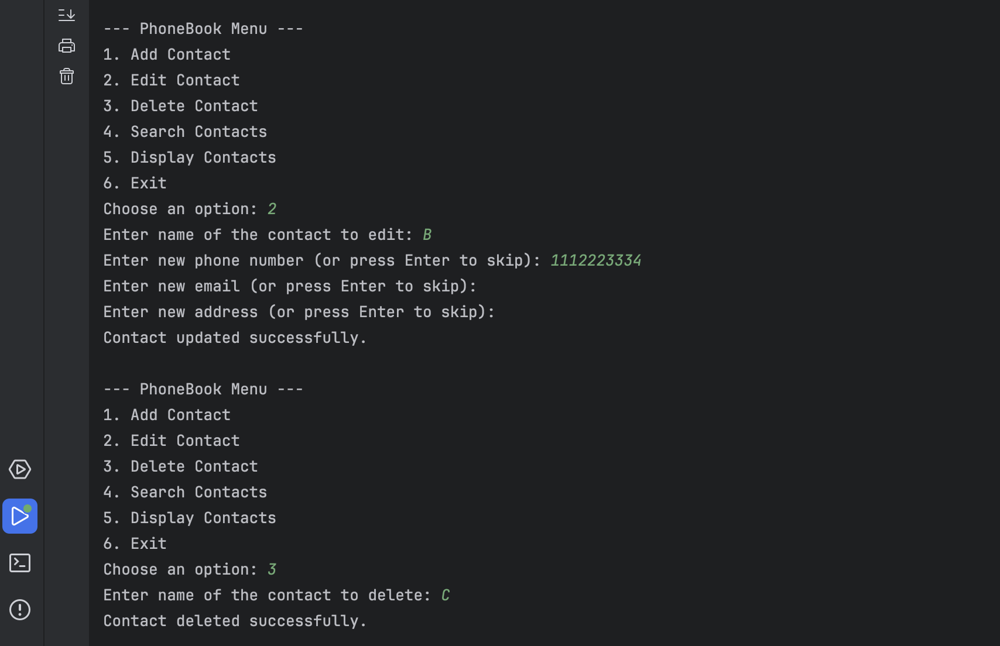 --- PhoneBook Menu ---
1. Add Contact
2. Edit Contact
3. Delete Contact
4. Search Contacts
5. Display Contacts
6. Exit
Choose an option: 2
Enter name of the contact to edit: B
Enter new phone number (or press Enter to skip): 1112223334
Enter new email (or press Enter to skip):
Enter new address (or press Enter to skip):
Contact updated successfully.
--- PhoneBook Menu ---
1. Add Contact
2. Edit Contact
3. Delete Contact
4. Search Contacts
5. Display Contacts
6. Exit
Choose an option: 3
Enter name of the contact to delete: C
Contact deleted successfully.